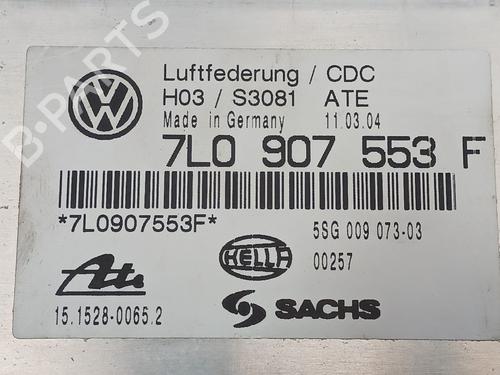 Luftfederung / CDC
H03 / S3081 ATE
Made in Germany 11.03.04
7L0 907 553 F
*7L0907553F*
5SG 009 073-03
HELLA 00257
Ate
SACHS
15.1528-0065.2
B-PARTS